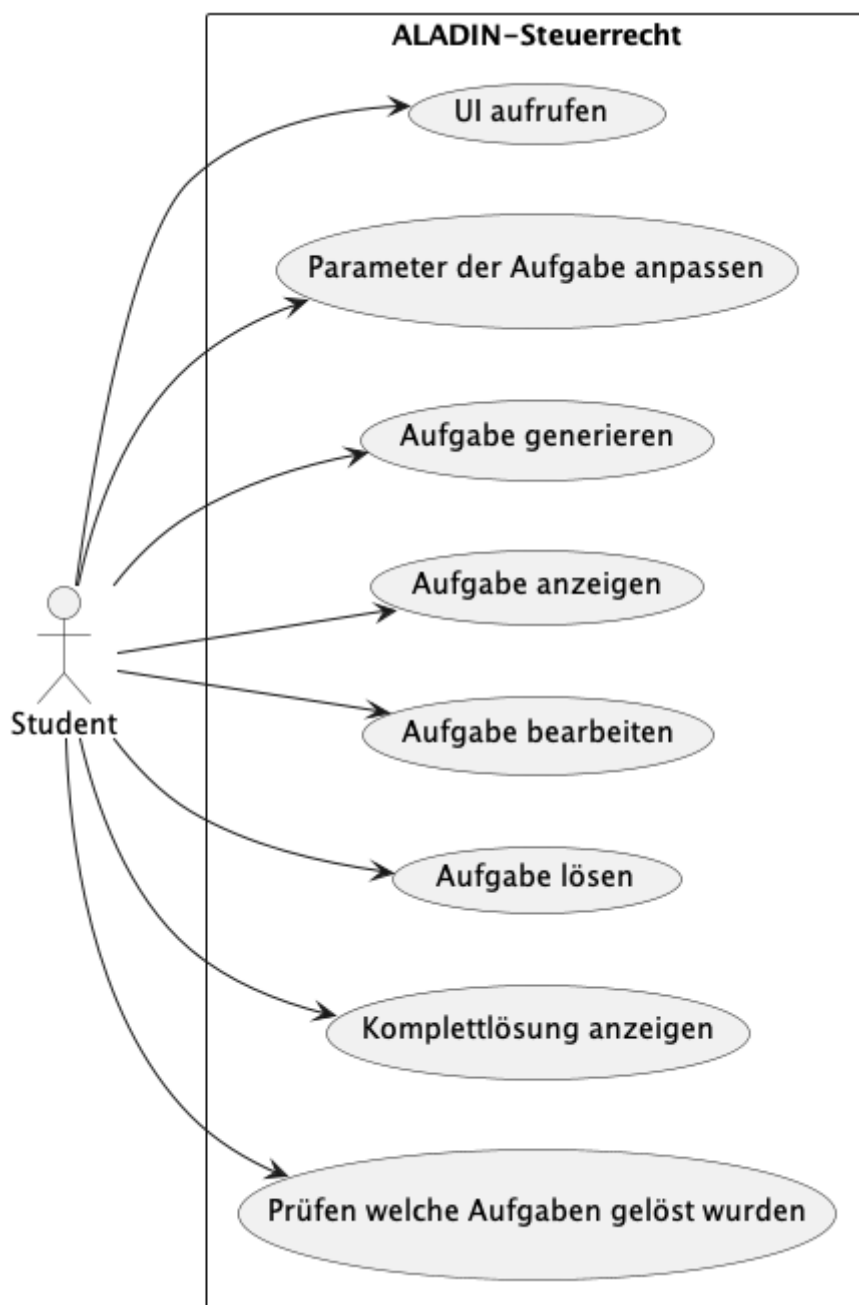 ALADIN-Steuerrecht
UI aufrufen
Parameter der Aufgabe anpassen
Aufgabe generieren
Aufgabe anzeigen
Aufgabe bearbeiten
Student
Aufgabe lösen
Komplettlösung anzeigen
Prüfen welche Aufgaben gelöst wurden